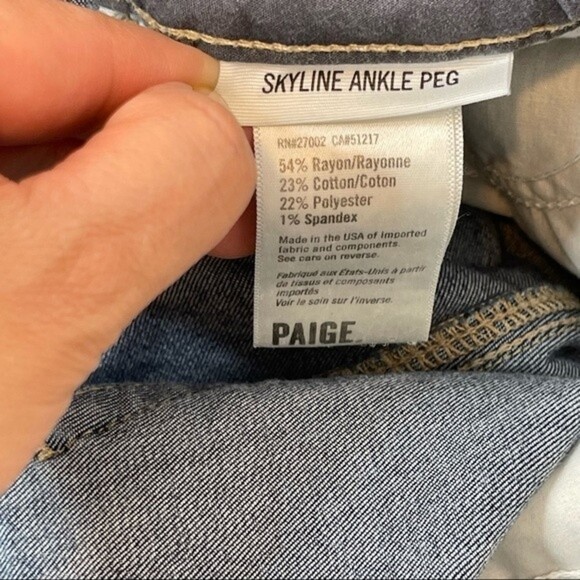 SKYLINE ANKLE PEG
RN#27002 CA#51217
54% Rayon/Rayonne
23% Cotton/Coton
22% Polyester
1% Spandex
Made in the USA of imported
fabric and components.
See care on reverse.
Fabriqué aux États-Unis à partir
de tissus et composants
importés
Voir le soin sur l'inverse.
PAIGE